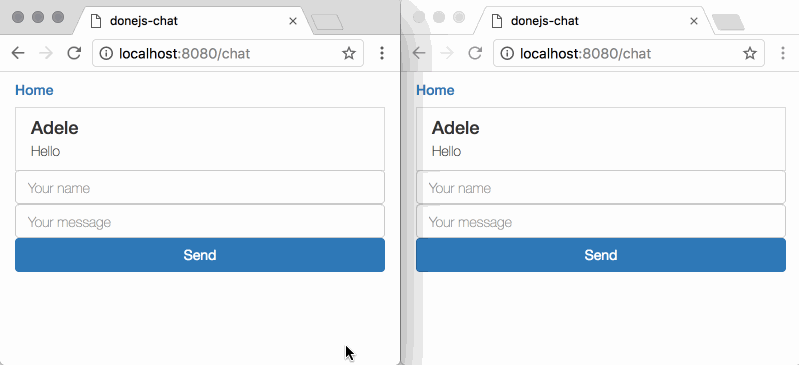 donejs-chat
localhost:8080/chat
Home
Adele
Hello
Your name
Your message
Send
donejs-chat
localhost:8080/chat
Home
Adele
Hello
Your name
Your message
Send